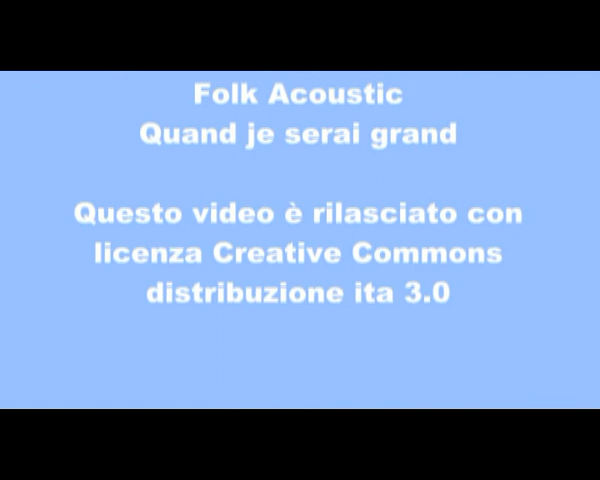 Folk Acoustic
Quand je serai grand
Questo video è rilasciato con
licenza Creative Commons
distribuzione ita 3.0